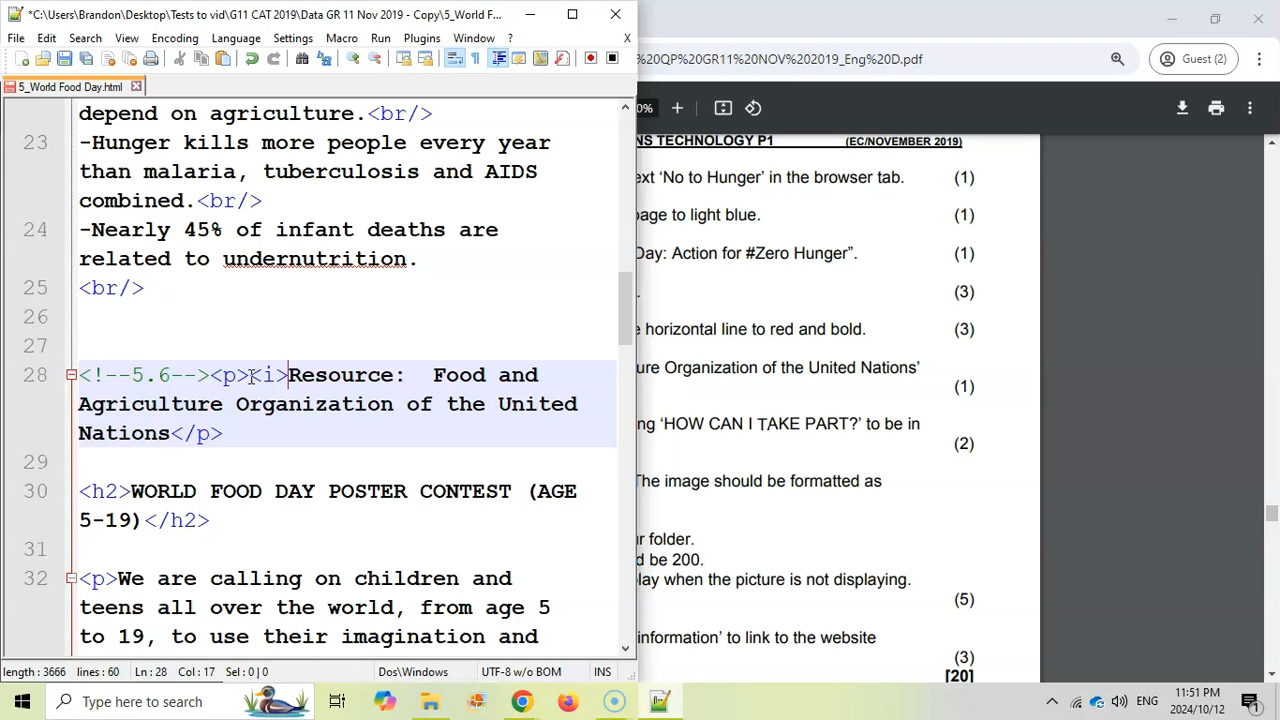 *C:\Users\Brandon\Desktop\Tests to vid\G11 CAT 2019\Data GR 11 Nov 2019 - Copy\5_World F...
File Edit Search View Encoding Language Settings Macro Run Plugins Window ? X
5_World Food Day.html
depend on agriculture.<br/>
23 -Hunger kills more people every year
than malaria, tuberculosis and AIDS
combined.<br/>
24 -Nearly 45% of infant deaths are
related to undernutrition.
25 <br/>
26
27
28 <!--5.6--><p><i>Resource:  Food and
Agriculture Organization of the United
Nations</p>
29
30 <h2>WORLD FOOD DAY POSTER CONTEST (AGE
5-19)</h2>
31
32 <p>We are calling on children and
teens all over the world, from age 5
to 19, to use their imagination and
length : 3666 lines : 60 Ln : 28 Col : 17 Sel : 0 | 0 Dos\Windows UTF-8 w/o BOM INS
%20QP%20GR11%20NOV%202019_Eng%20D.pdf
Guest (2)
0%
NS TECHNOLOGY P1 (EC/NOVEMBER 2019)
ext ‘No to Hunger’ in the browser tab. (1)
page to light blue. (1)
Day: Action for #Zero Hunger”. (1)
. (3)
e horizontal line to red and bold. (3)
ure Organization of the United Nations’
(1)
ng ‘HOW CAN I TAKE PART?’ to be in
(2)
The image should be formatted as
ur folder.
d be 200.
lay when the picture is not displaying.
(5)
information’ to link to the website
(3)
[20]
Type here to search
ENG
11:51 PM
2024/10/12
1